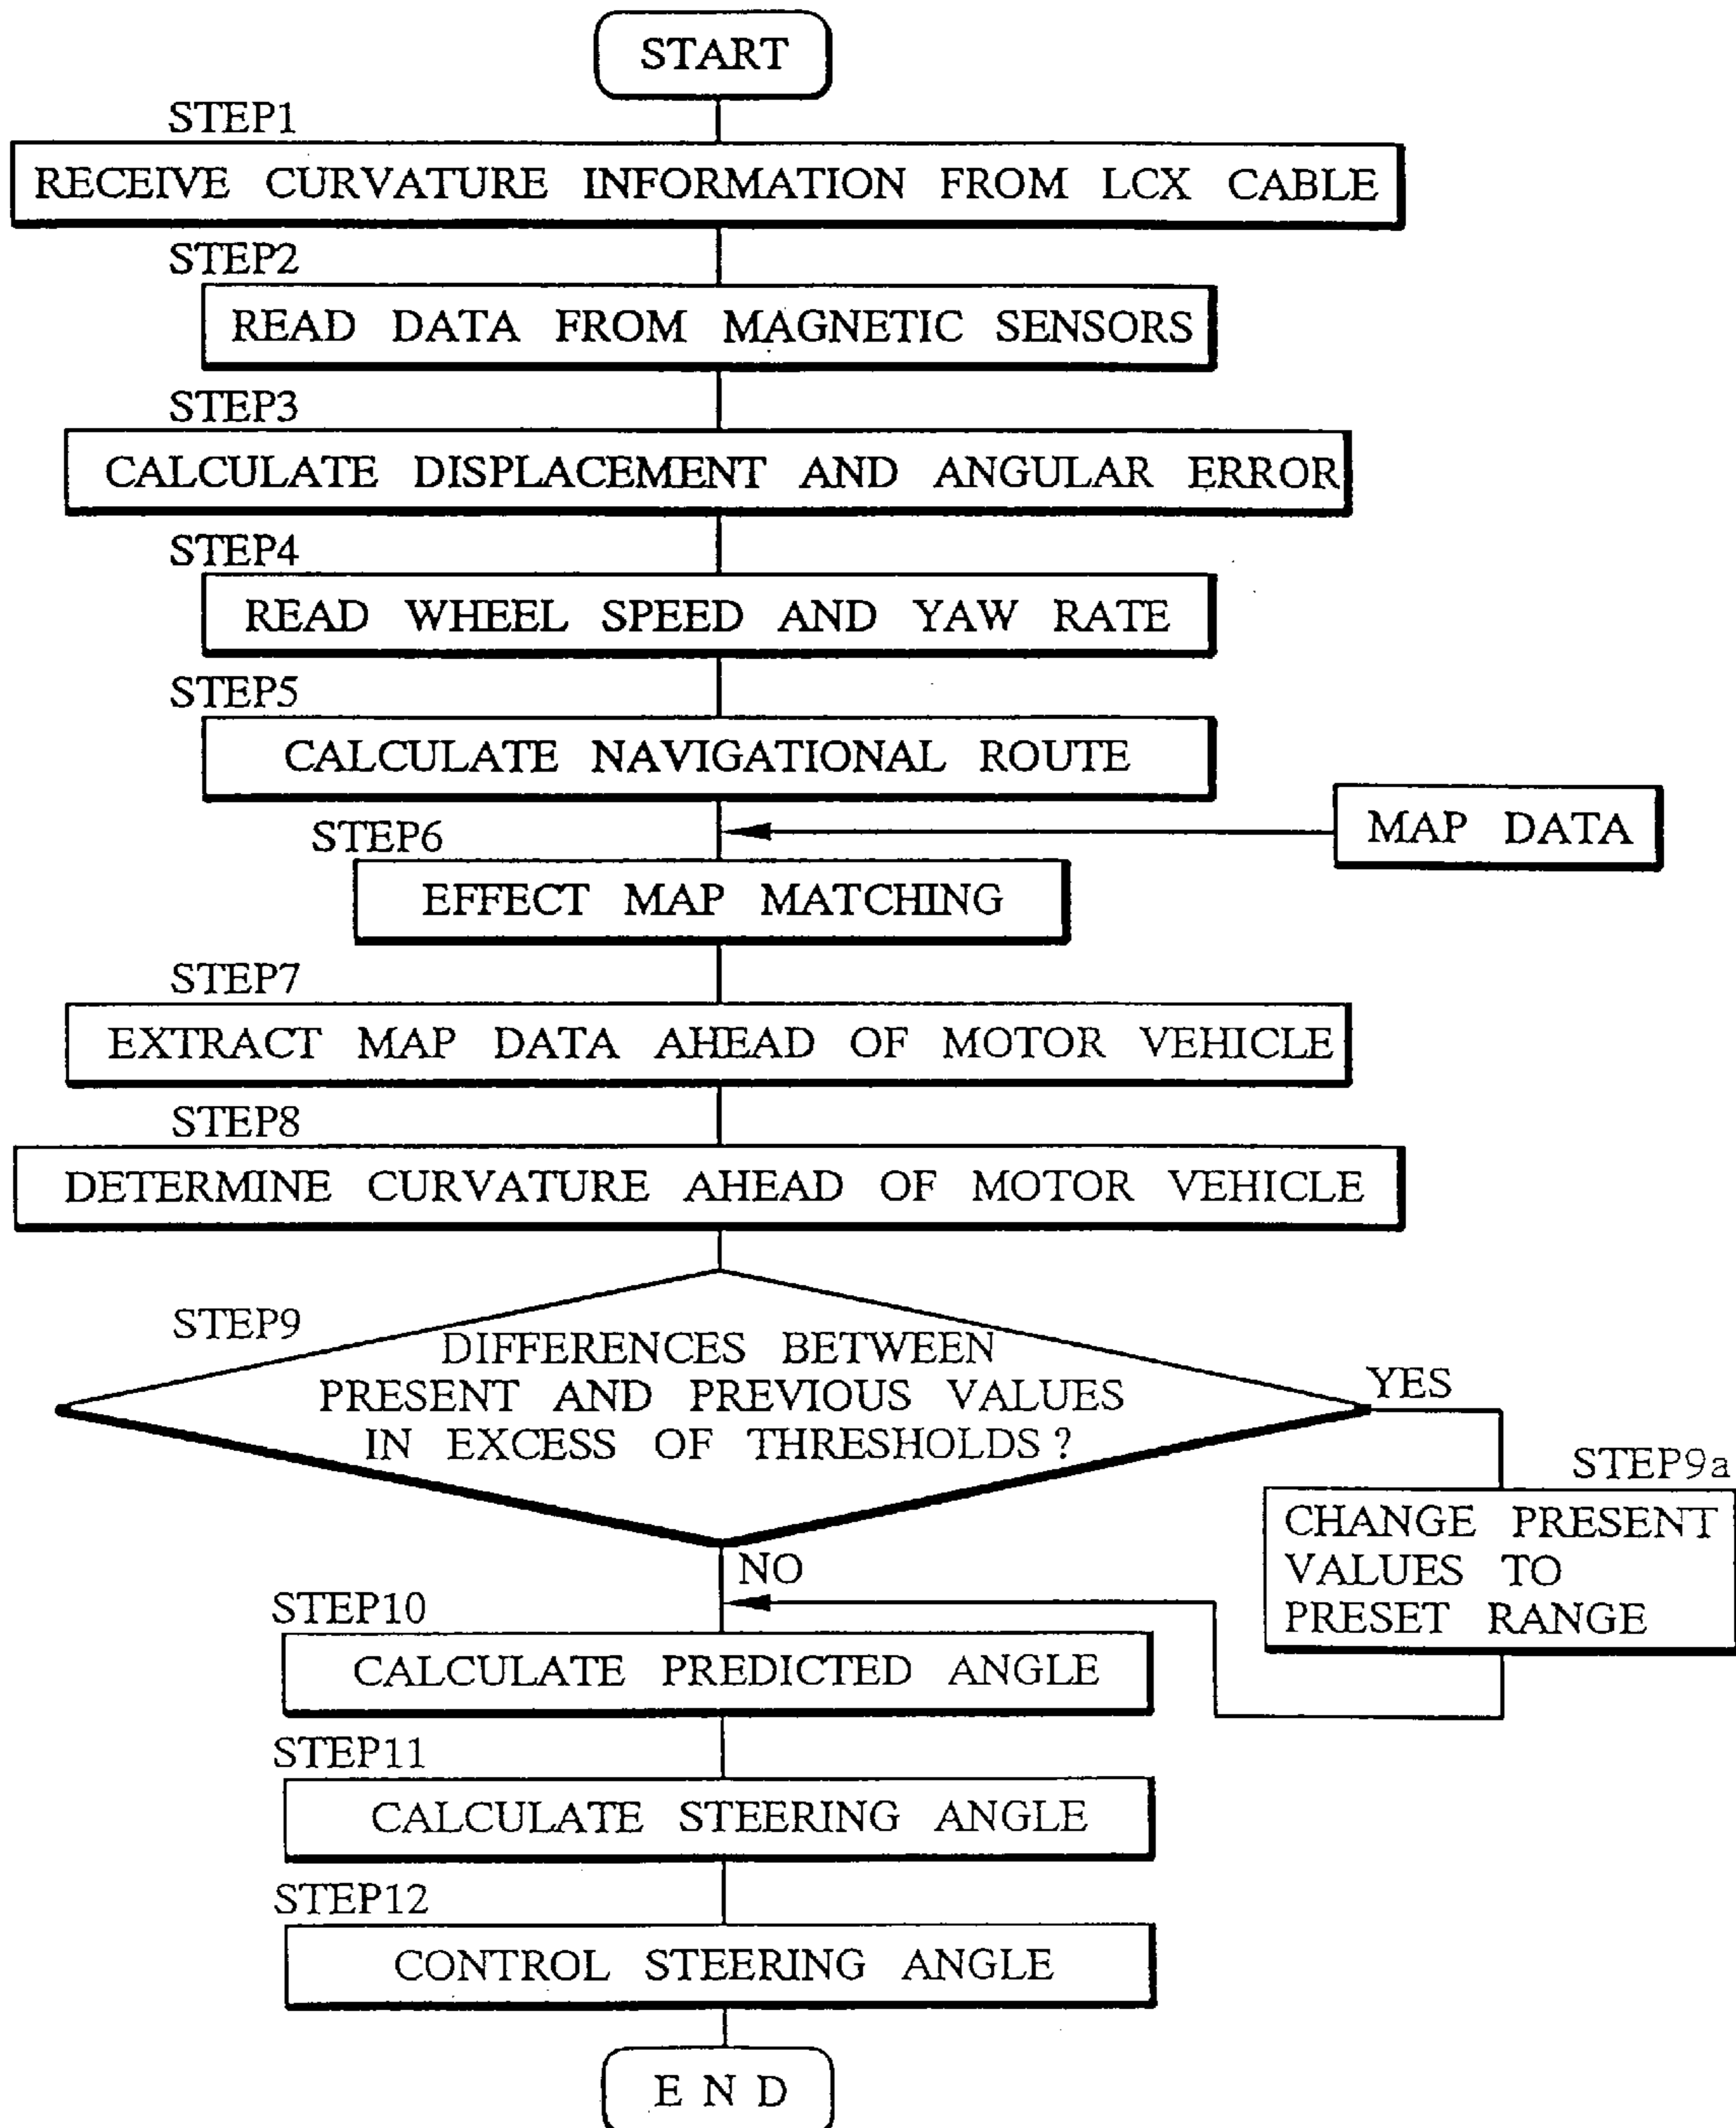 START
STEP1
RECEIVE CURVATURE INFORMATION FROM LCX CABLE
STEP2
READ DATA FROM MAGNETIC SENSORS
STEP3
CALCULATE DISPLACEMENT AND ANGULAR ERROR
STEP4
READ WHEEL SPEED AND YAW RATE
STEP5
CALCULATE NAVIGATIONAL ROUTE
MAP DATA
STEP6
EFFECT MAP MATCHING
STEP7
EXTRACT MAP DATA AHEAD OF MOTOR VEHICLE
STEP8
DETERMINE CURVATURE AHEAD OF MOTOR VEHICLE
STEP9
DIFFERENCES BETWEEN
PRESENT AND PREVIOUS VALUES
IN EXCESS OF THRESHOLDS ?
YES
STEP9a
CHANGE PRESENT
VALUES TO
PRESET RANGE
NO
STEP10
CALCULATE PREDICTED ANGLE
STEP11
CALCULATE STEERING ANGLE
STEP12
CONTROL STEERING ANGLE
E N D